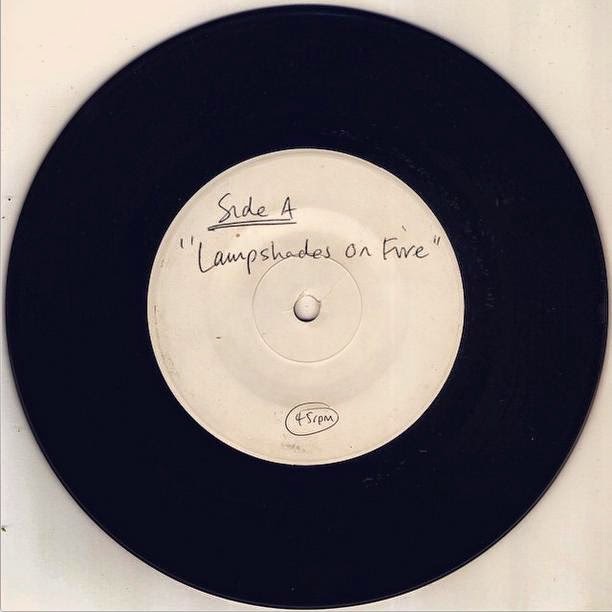 Side A
"Lampshades on Fire"
45rpm